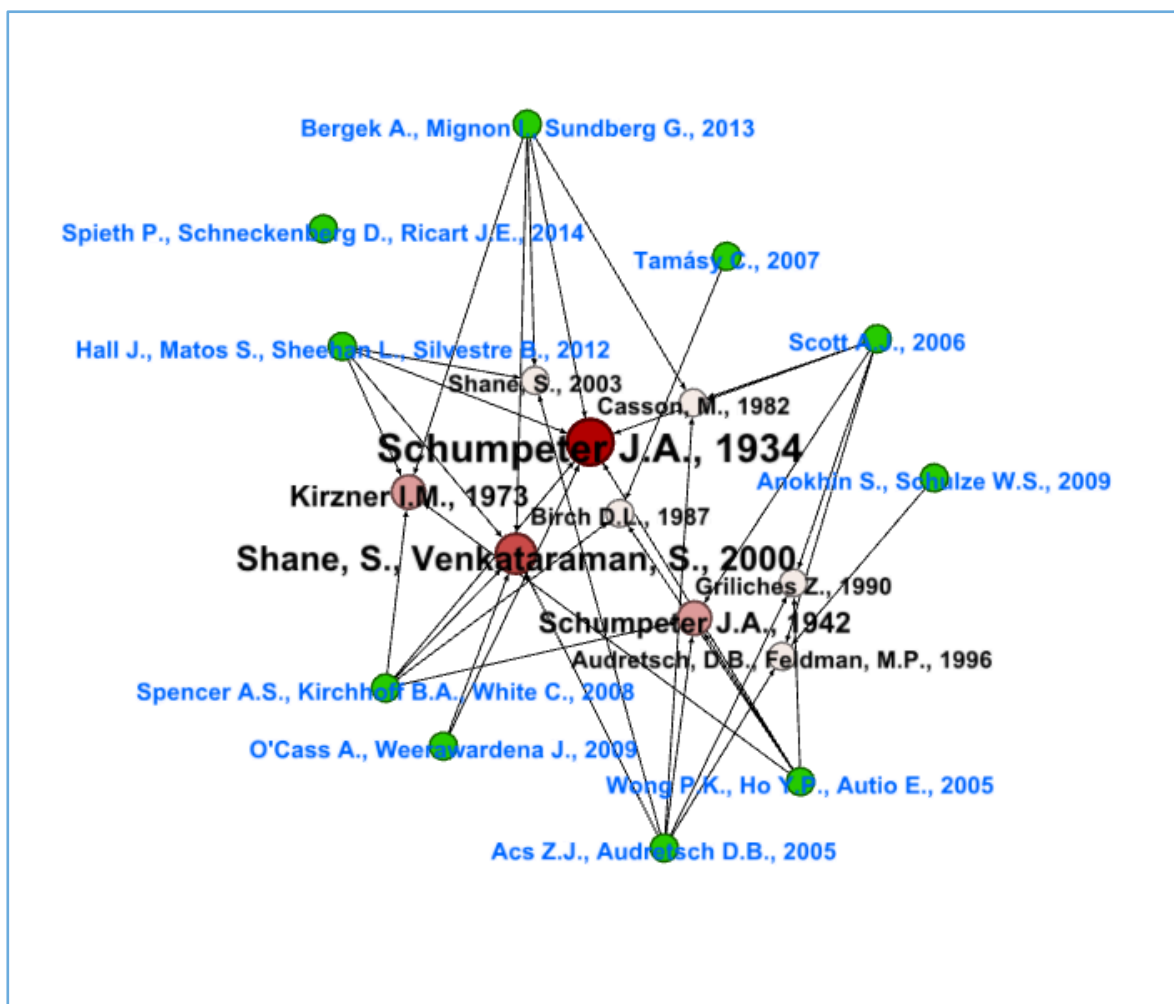 Bergek A., Mignon I., Sundberg G., 2013
Spieth P., Schneckenberg D., Ricart J.E., 2014
Tamásy C., 2007
Hall J., Matos S., Sheehan L., Silvestre B., 2012
Scott A.J., 2006
Shane, S., 2003
Casson, M., 1982
Schumpeter J.A., 1934
Anokhin S., Schulze W.S., 2009
Kirzner I.M., 1973
Birch D.L., 1987
Shane, S., Venkataraman, S., 2000
Griliches Z., 1990
Schumpeter J.A., 1942
Audretsch, D.B., Feldman, M.P., 1996
Spencer A.S., Kirchhoff B.A., White C., 2008
O'Cass A., Weerawardena J., 2009
Wong P.K., Ho Y.P., Autio E., 2005
Acs Z.J., Audretsch D.B., 2005